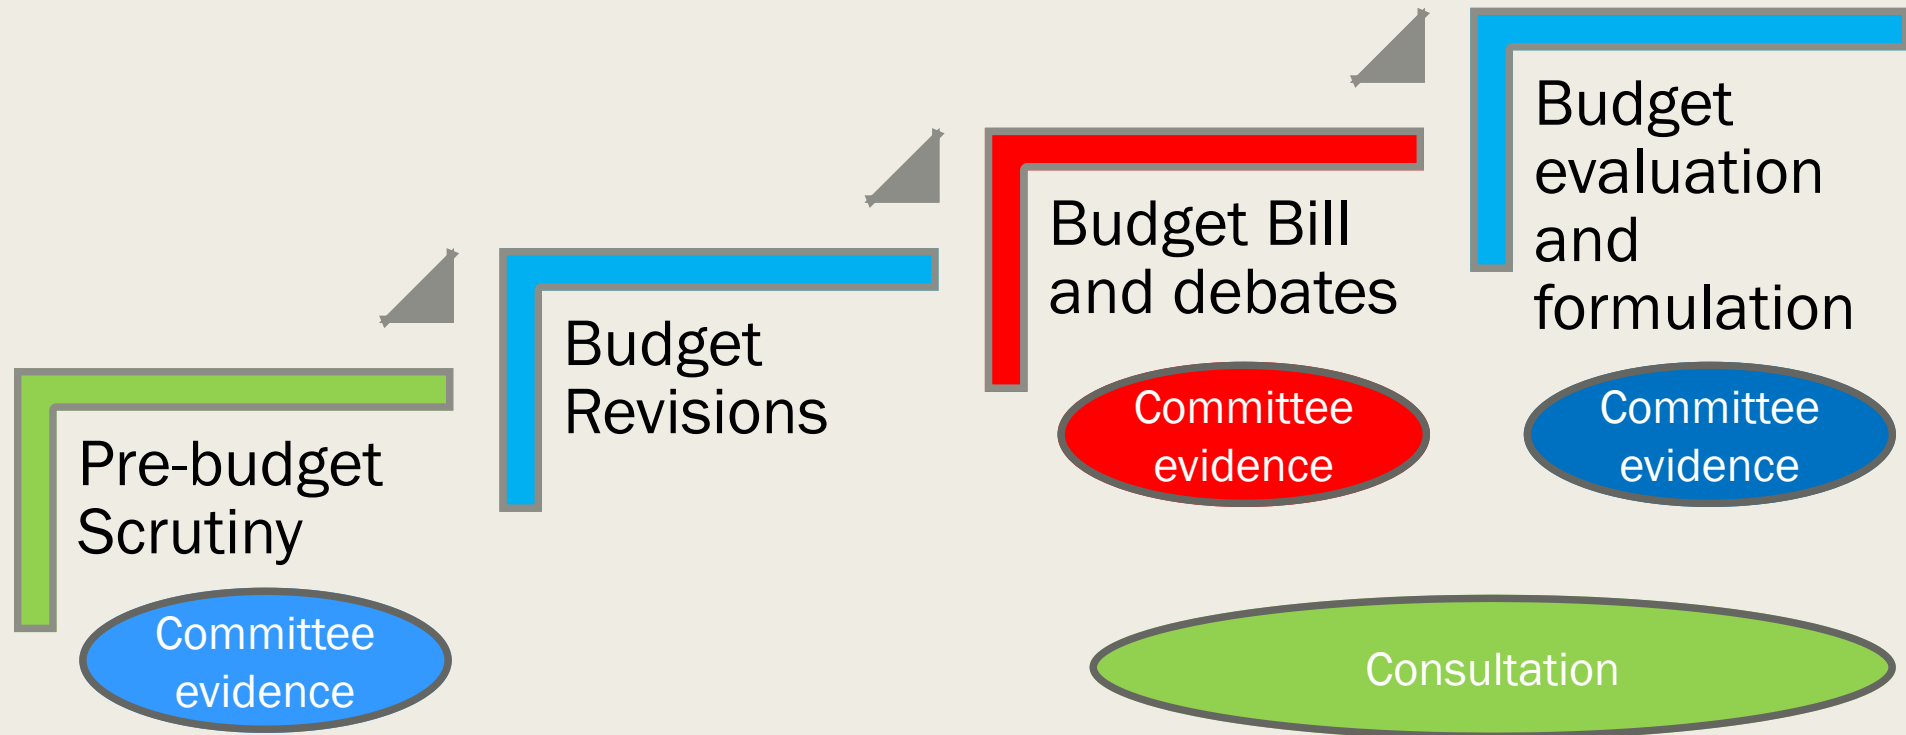 Pre-budget
Scrutiny
Committee
evidence
Budget
Revisions
Budget Bill
and debates
Committee
evidence
Budget
evaluation
and
formulation
Committee
evidence
Consultation